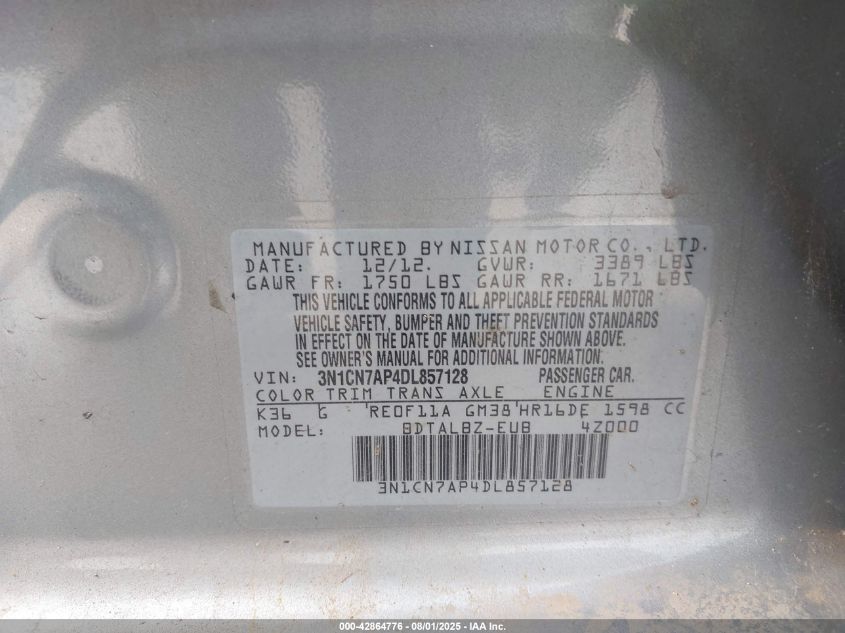 MANUFACTURED BY NISSAN MOTOR CO., LTD.
DATE: 12/12. GVWR: 3389 LBS
GAWR FR: 1750 LBS GAWR RR: 1671 LBS
THIS VEHICLE CONFORMS TO ALL APPLICABLE FEDERAL MOTOR
VEHICLE SAFETY, BUMPER AND THEFT PREVENTION STANDARDS
IN EFFECT ON THE DATE OF MANUFACTURE SHOWN ABOVE.
SEE OWNER'S MANUAL FOR ADDITIONAL INFORMATION.
VIN: 3N1CN7AP4DL857128 PASSENGER CAR.
COLOR TRIM TRANS AXLE ENGINE
K36 G RE0F11A GM38 HR16DE 1598 CC
MODEL: BDTALBZ-EUB 4Z000
3N1CN7AP4DL857128
000-42864776 - 08/01/2025 - IAA Inc.